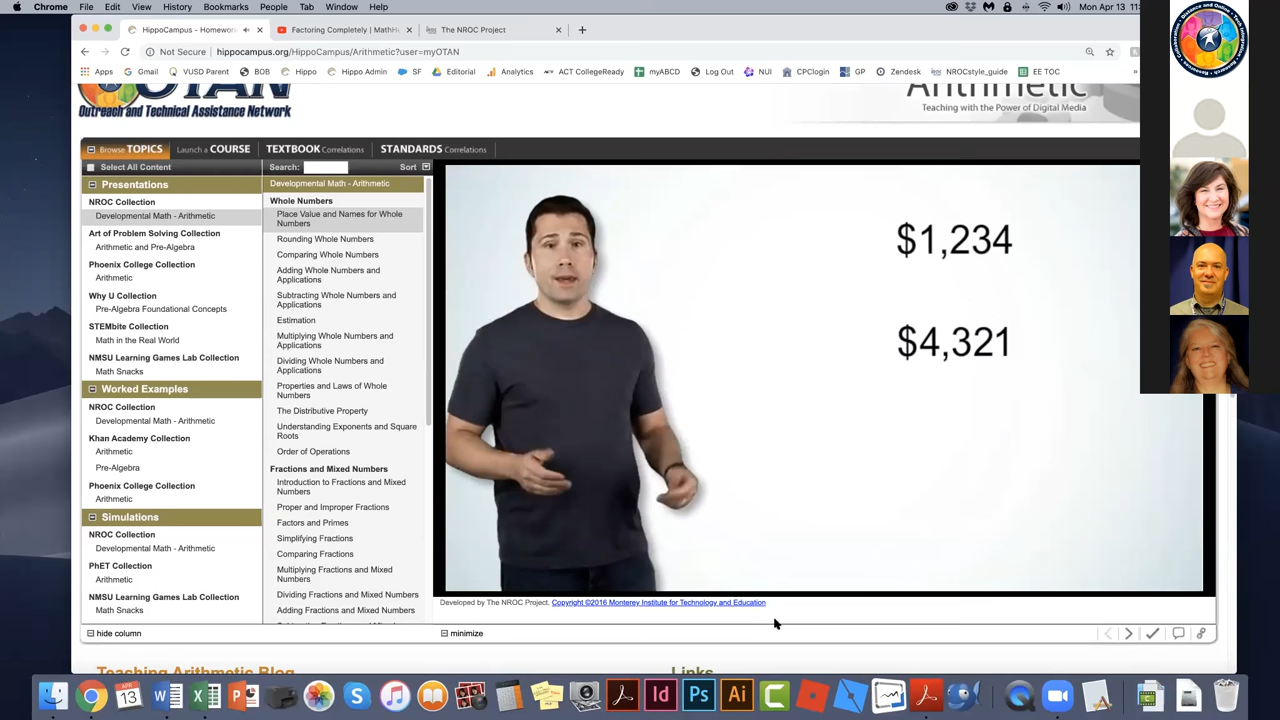 Chrome File Edit View History Bookmarks People Tab Window Help Mon Apr 13
HippoCampus - Homewor
Factoring Completely | MathH
The NROC Project
Not Secure hippocampus.org/HippoCampus/Arithmetic?user=myOTAN
Apps Gmail VUSD Parent BOB Hippo Hippo Admin SF Editorial Analytics ACT CollegeReady myABCD Log Out NUI CPClogin GP Zendesk NROCstyle_guide EE TOC »
OTAN
Outreach and Technical Assistance Network
Arithmetic
Teaching with the Power of Digital Media
Browse TOPICS Launch a COURSE TEXTBOOK Correlations STANDARDS Correlations
Select All Content
Presentations
NROC Collection
Developmental Math - Arithmetic
Art of Problem Solving Collection
Arithmetic and Pre-Algebra
Phoenix College Collection
Arithmetic
Why U Collection
Pre-Algebra Foundational Concepts
STEMbite Collection
Math in the Real World
NMSU Learning Games Lab Collection
Math Snacks
Worked Examples
NROC Collection
Developmental Math - Arithmetic
Khan Academy Collection
Arithmetic
Pre-Algebra
Phoenix College Collection
Arithmetic
Simulations
NROC Collection
Developmental Math - Arithmetic
PhET Collection
Arithmetic
NMSU Learning Games Lab Collection
Math Snacks
hide column
Search: Sort
Developmental Math - Arithmetic
Whole Numbers
Place Value and Names for Whole
Numbers
Rounding Whole Numbers
Comparing Whole Numbers
Adding Whole Numbers and
Applications
Subtracting Whole Numbers and
Applications
Estimation
Multiplying Whole Numbers and
Applications
Dividing Whole Numbers and
Applications
Properties and Laws of Whole
Numbers
The Distributive Property
Understanding Exponents and Square
Roots
Order of Operations
Fractions and Mixed Numbers
Introduction to Fractions and Mixed
Numbers
Proper and Improper Fractions
Factors and Primes
Simplifying Fractions
Comparing Fractions
Multiplying Fractions and Mixed
Numbers
Dividing Fractions and Mixed Numbers
Adding Fractions and Mixed Numbers
$1,234
$4,321
Developed by The NROC Project. Copyright ©2016 Monterey Institute for Technology and Education
minimize
Teaching Arithmetic Blog
Links
APR
13